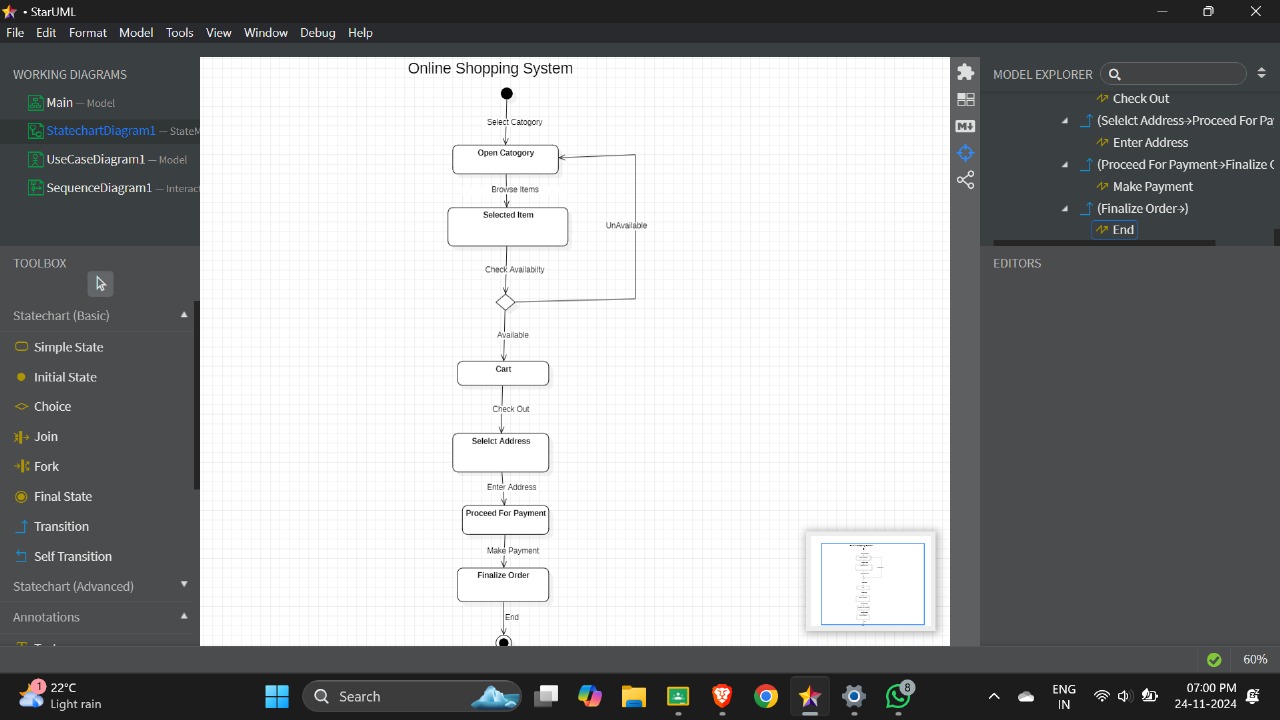 • StarUML
File Edit Format Model Tools View Window Debug Help
WORKING DIAGRAMS
Main — Model
StatechartDiagram1 — StateM
UseCaseDiagram1 — Model
SequenceDiagram1 — Interac
TOOLBOX
Statechart (Basic)
Simple State
Initial State
Choice
Join
Fork
Final State
Transition
Self Transition
Statechart (Advanced)
Annotations
Online Shopping System
Select Catogory
Open Catogory
Browse Items
Selected Item
UnAvailable
Check Availabilty
Available
Cart
Check Out
Selelct Address
Enter Address
Proceed For Payment
Make Payment
Finalize Order
End
MODEL EXPLORER
Check Out
(Selelct Address→Proceed For Pa
Enter Address
(Proceed For Payment→Finalize
Make Payment
(Finalize Order→)
End
EDITORS
60%
1
22°C
Light rain
Search
8
ENG
IN
07:00 PM
24-11-2024